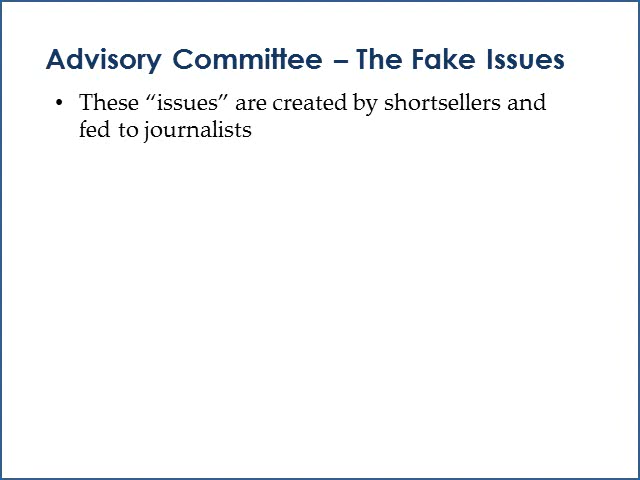 Advisory Committee – The Fake Issues
• These “issues” are created by shortsellers and
fed to journalists